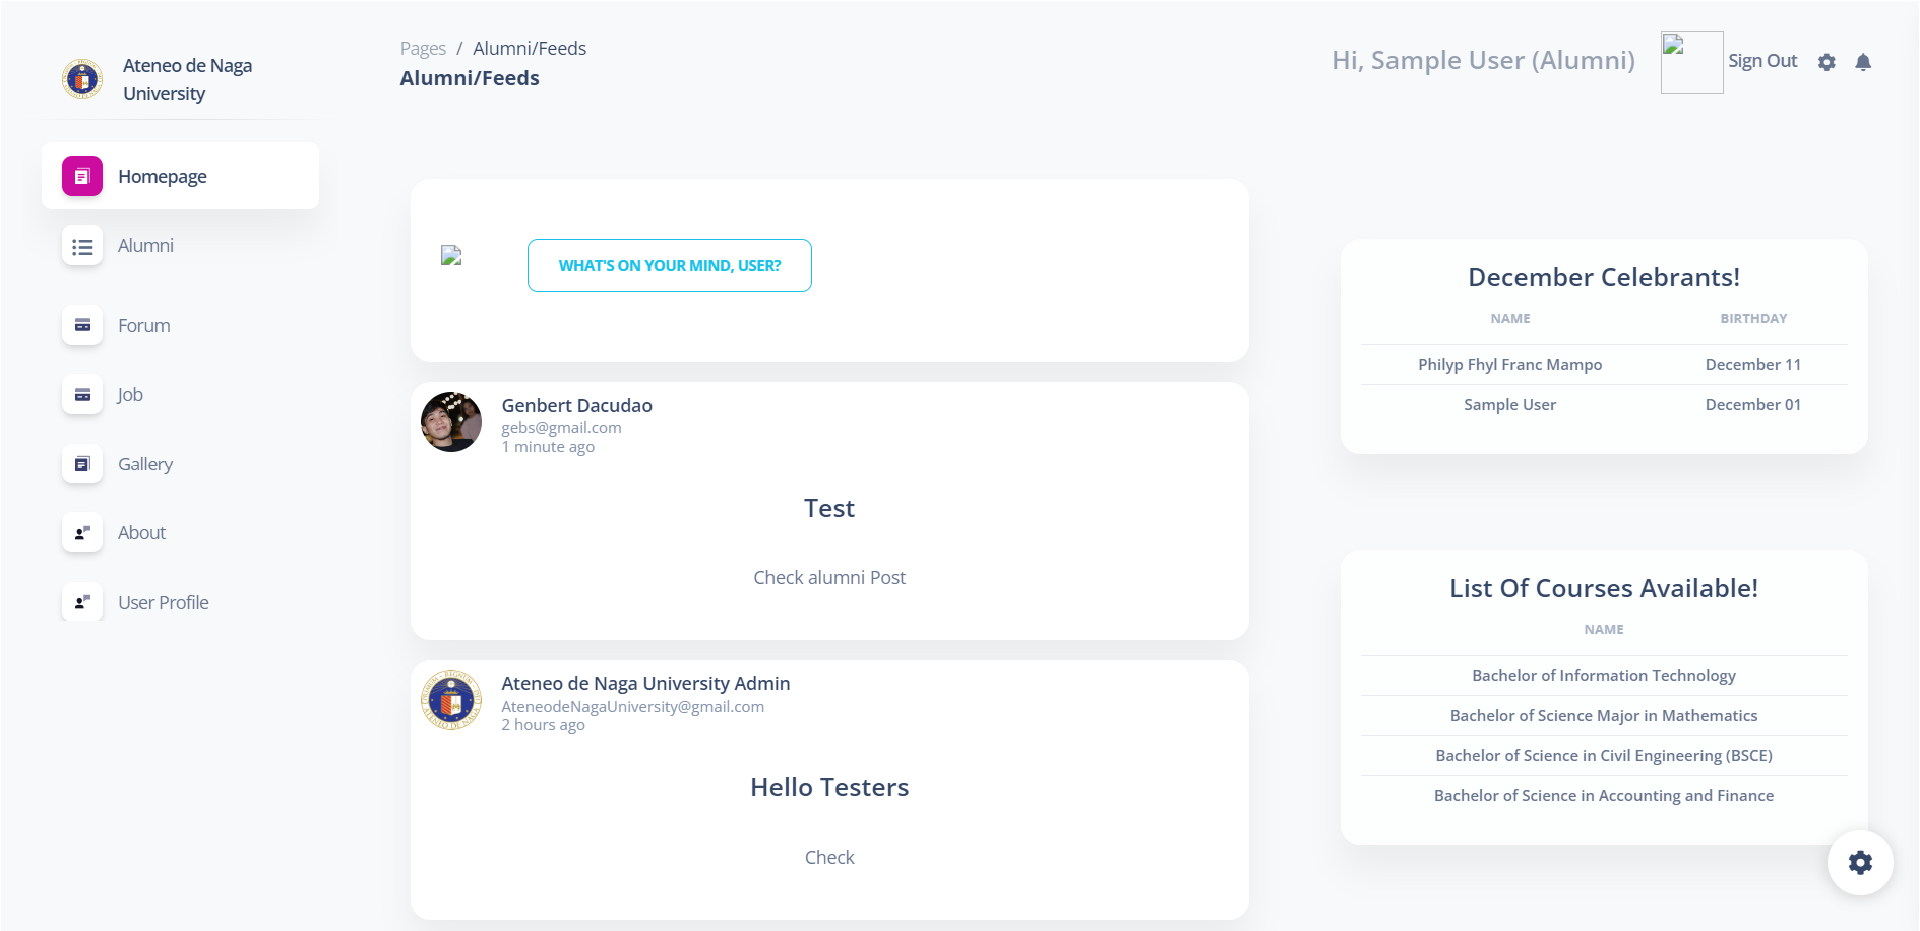 Ateneo de Naga
University
Homepage
Alumni
Forum
Job
Gallery
About
User Profile
Pages / Alumni/Feeds
Alumni/Feeds
Hi, Sample User (Alumni)
Sign Out
WHAT'S ON YOUR MIND, USER?
Genbert Dacudao
gebs@gmail.com
1 minute ago
Test
Check alumni Post
Ateneo de Naga University Admin
AteneodeNagaUniversity@gmail.com
2 hours ago
Hello Testers
Check
December Celebrants!
NAME BIRTHDAY
Philyp Fhyl Franc Mampo December 11
Sample User December 01
List Of Courses Available!
NAME
Bachelor of Information Technology
Bachelor of Science Major in Mathematics
Bachelor of Science in Civil Engineering (BSCE)
Bachelor of Science in Accounting and Finance